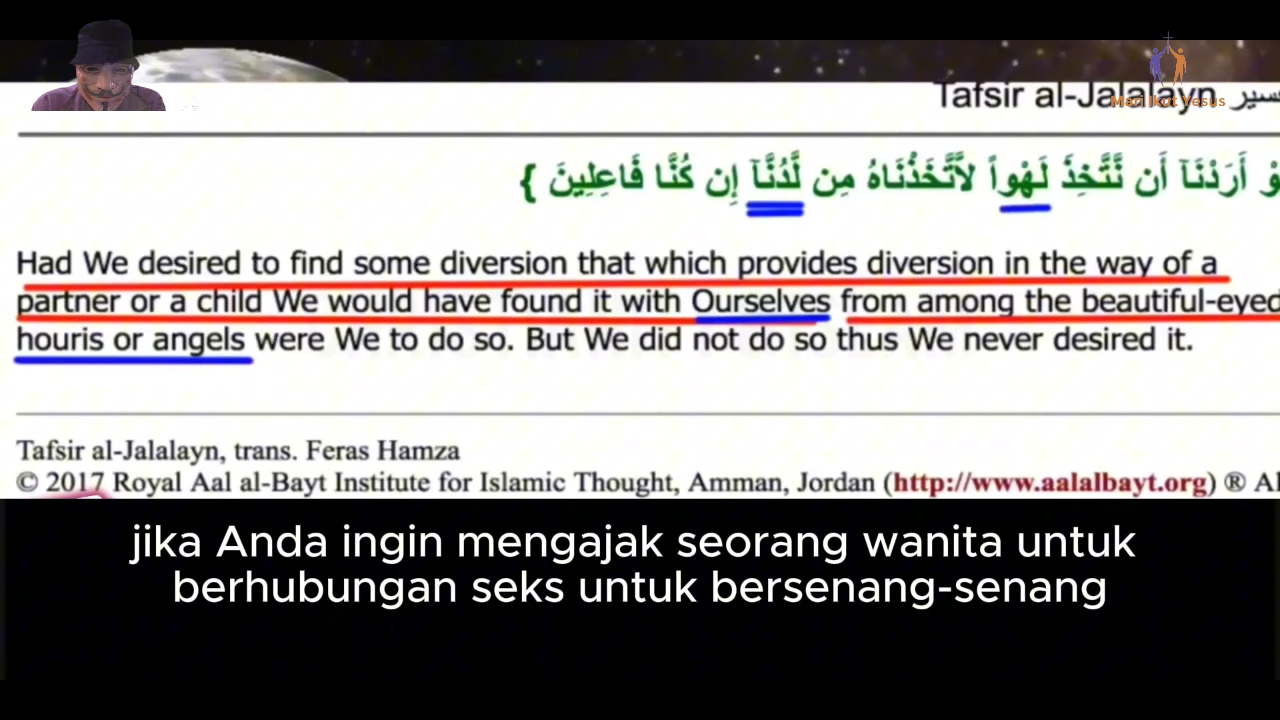 Tafsir al-Jalalayn
Mari Ikut Yesus
أَرَدْنَآ أَن نَّتَّخِذَ لَهْواً لاَّتَّخَذْنَاهُ مِن لَّدُنَّآ إِن كُنَّا فَاعِلِينَ }
Had We desired to find some diversion that which provides diversion in the way of a
partner or a child We would have found it with Ourselves from among the beautiful-eyed
houris or angels were We to do so. But We did not do so thus We never desired it.
Tafsir al-Jalalayn, trans. Feras Hamza
© 2017 Royal Aal al-Bayt Institute for Islamic Thought, Amman, Jordan (http://www.aalalbayt.org) ®
jika Anda ingin mengajak seorang wanita untuk
berhubungan seks untuk bersenang-senang